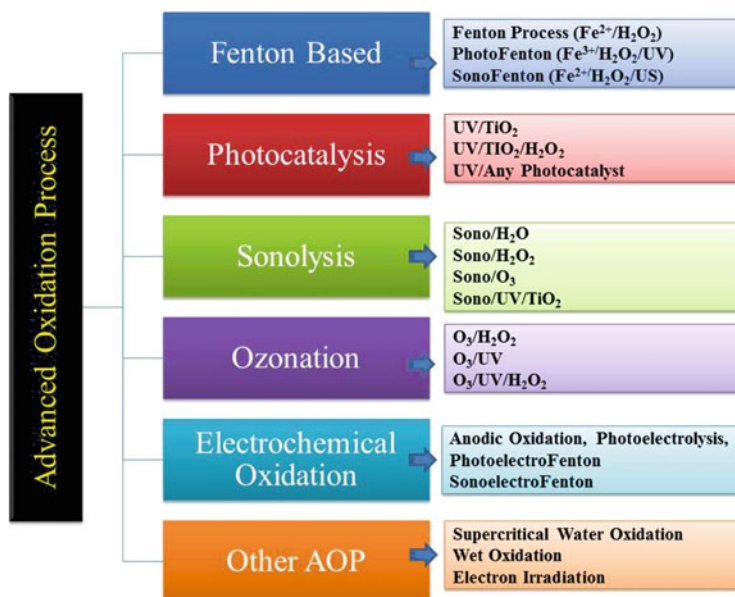 Advanced Oxidation Process
Fenton Based
Fenton Process (Fe²⁺/H₂O₂)
PhotoFenton (Fe³⁺/H₂O₂/UV)
SonoFenton (Fe²⁺/H₂O₂/US)
Photocatalysis
UV/TiO₂
UV/TIO₂/H₂O₂
UV/Any Photocatalyst
Sonolysis
Sono/H₂O
Sono/H₂O₂
Sono/O₃
Sono/UV/TiO₂
Ozonation
O₃/H₂O₂
O₃/UV
O₃/UV/H₂O₂
Electrochemical
Oxidation
Anodic Oxidation, Photoelectrolysis,
PhotoelectroFenton
SonoelectroFenton
Other AOP
Supercritical Water Oxidation
Wet Oxidation
Electron Irradiation